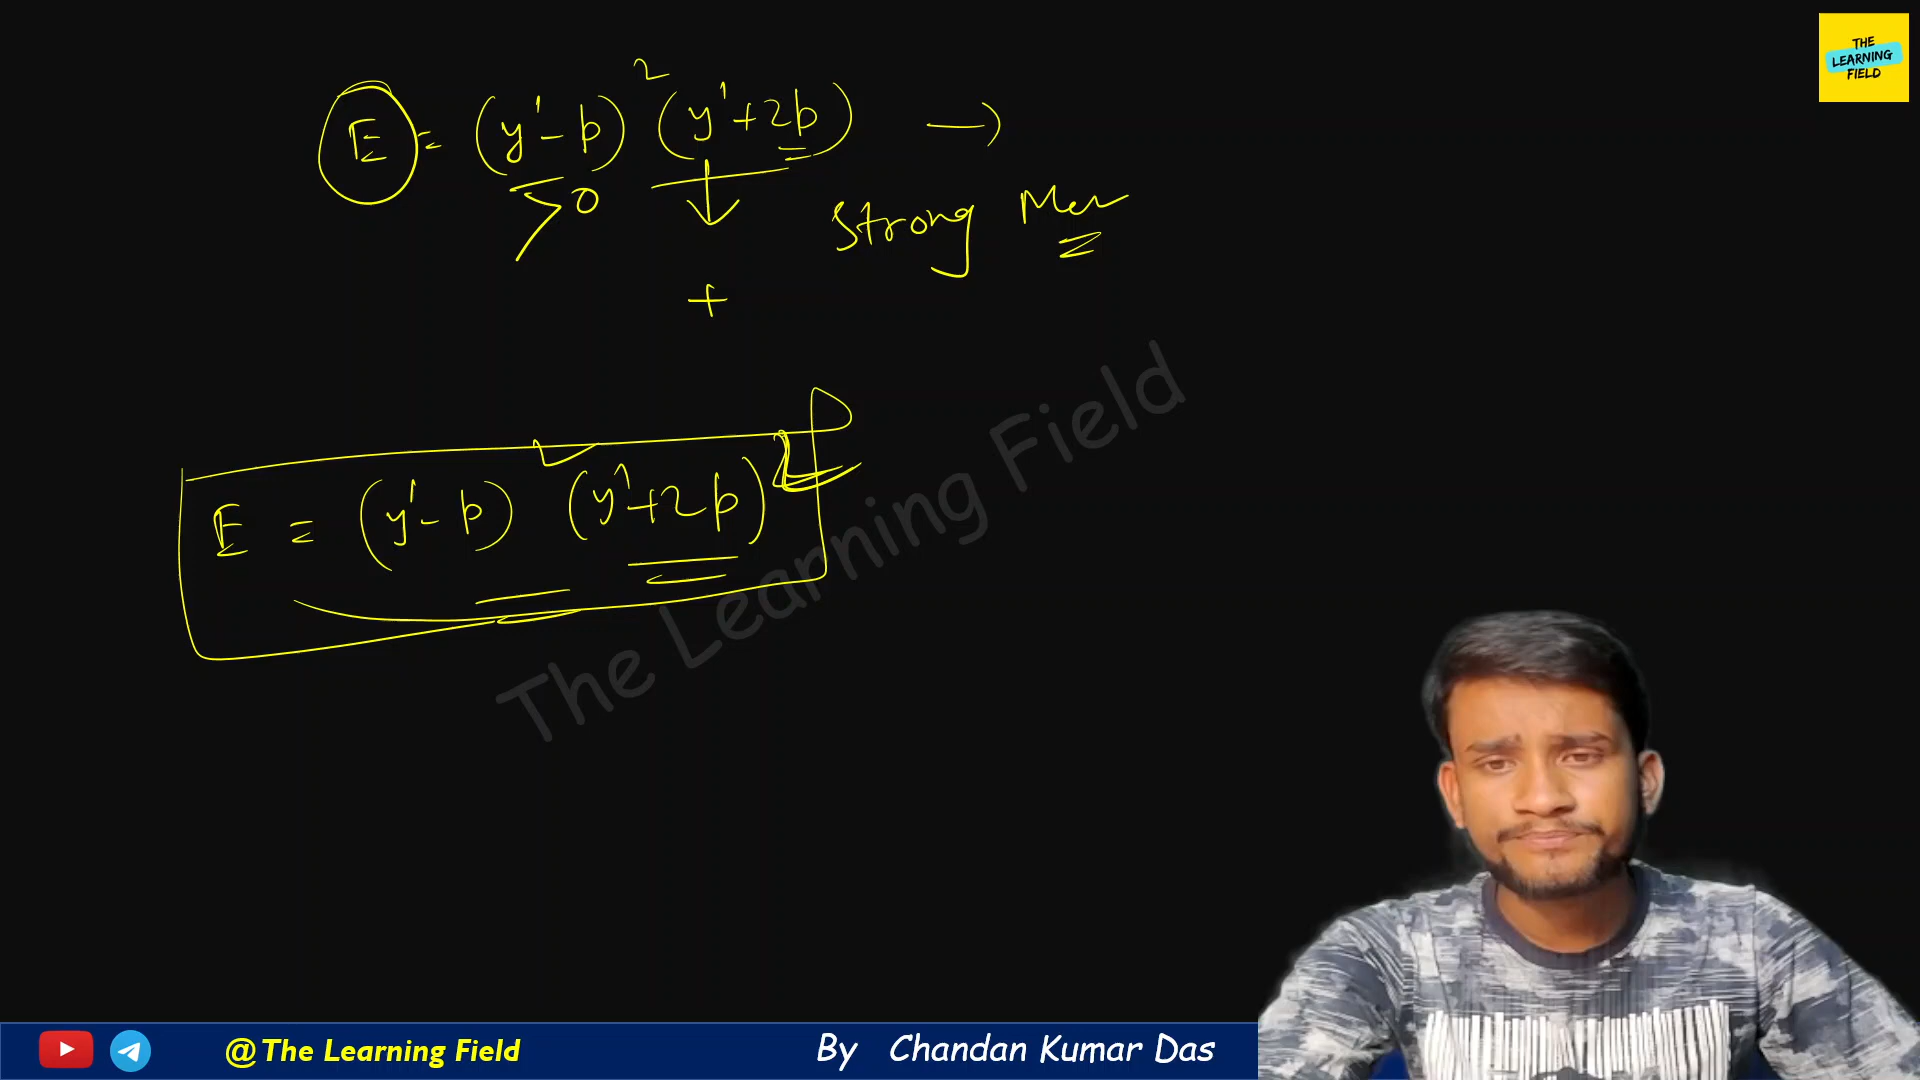 THE
LEARNING
FIELD
E = (y' - p)² (y' + 2p) →
> 0
Strong
+
E = (y' - p) (y' + 2p)²
The Learning Field
@The Learning Field
By Chandan Kumar Das